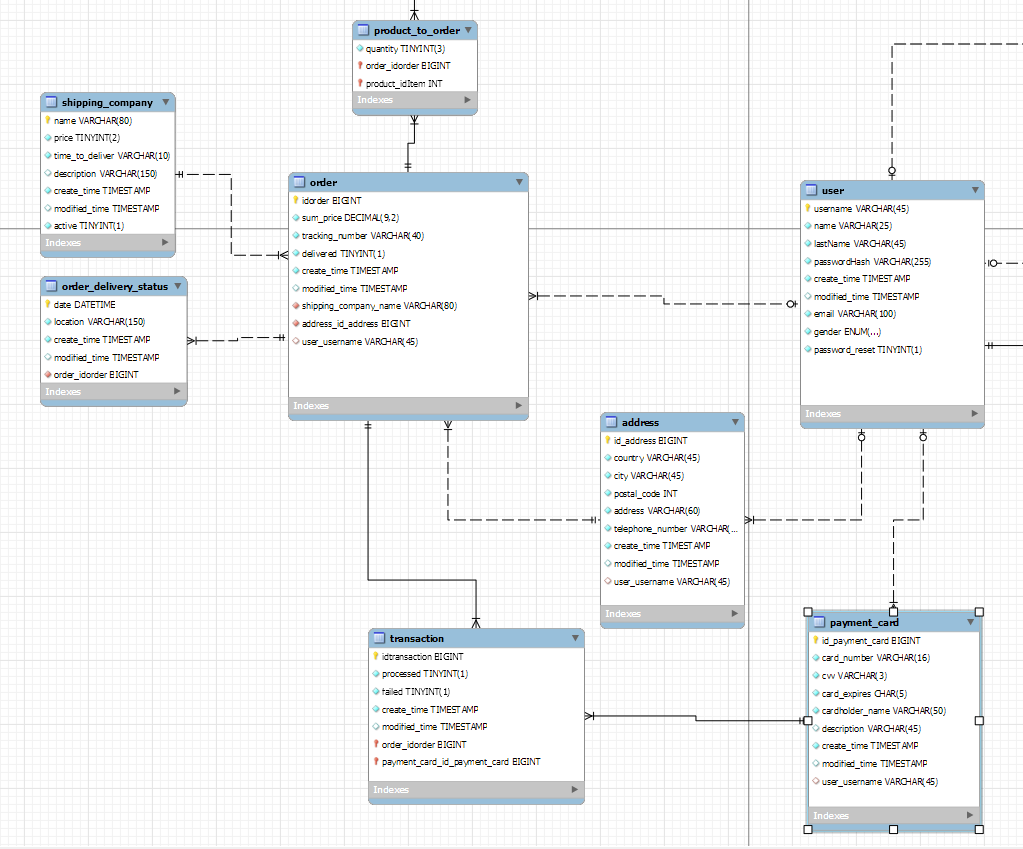 product_to_order
quantity TINYINT(3)
order_idorder BIGINT
product_idItem INT
Indexes
shipping_company
name VARCHAR(80)
price TINYINT(2)
time_to_deliver VARCHAR(10)
description VARCHAR(150)
create_time TIMESTAMP
modified_time TIMESTAMP
active TINYINT(1)
Indexes
order
idorder BIGINT
sum_price DECIMAL(9,2)
tracking_number VARCHAR(40)
delivered TINYINT(1)
create_time TIMESTAMP
modified_time TIMESTAMP
shipping_company_name VARCHAR(80)
address_id_address BIGINT
user_username VARCHAR(45)
Indexes
user
username VARCHAR(45)
name VARCHAR(25)
lastName VARCHAR(45)
passwordHash VARCHAR(255)
create_time TIMESTAMP
modified_time TIMESTAMP
email VARCHAR(100)
gender ENUM(...)
password_reset TINYINT(1)
Indexes
order_delivery_status
date DATETIME
location VARCHAR(150)
create_time TIMESTAMP
modified_time TIMESTAMP
order_idorder BIGINT
Indexes
address
id_address BIGINT
country VARCHAR(45)
city VARCHAR(45)
postal_code INT
address VARCHAR(60)
telephone_number VARCHAR(...
create_time TIMESTAMP
modified_time TIMESTAMP
user_username VARCHAR(45)
Indexes
transaction
idtransaction BIGINT
processed TINYINT(1)
failed TINYINT(1)
create_time TIMESTAMP
modified_time TIMESTAMP
order_idorder BIGINT
payment_card_id_payment_card BIGINT
Indexes
payment_card
id_payment_card BIGINT
card_number VARCHAR(16)
cvv VARCHAR(3)
card_expires CHAR(5)
cardholder_name VARCHAR(50)
description VARCHAR(45)
create_time TIMESTAMP
modified_time TIMESTAMP
user_username VARCHAR(45)
Indexes